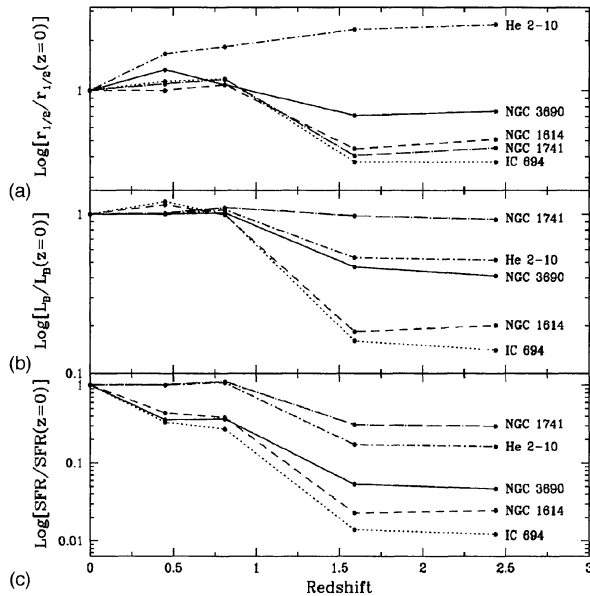 Log[r1/2/r1/2(z=0)]
1
He 2-10
NGC 3690
NGC 1614
NGC 1741
IC 694
(a)
Log[LB/LB(z=0)]
1
NGC 1741
He 2-10
NGC 3690
NGC 1614
IC 694
(b)
0.1
Log[SFR/SFR(z=0)]
1
0.1
0.01
NGC 1741
He 2-10
NGC 3690
NGC 1614
IC 694
(c)
0 0.5 1 1.5 2 2.5 3
Redshift